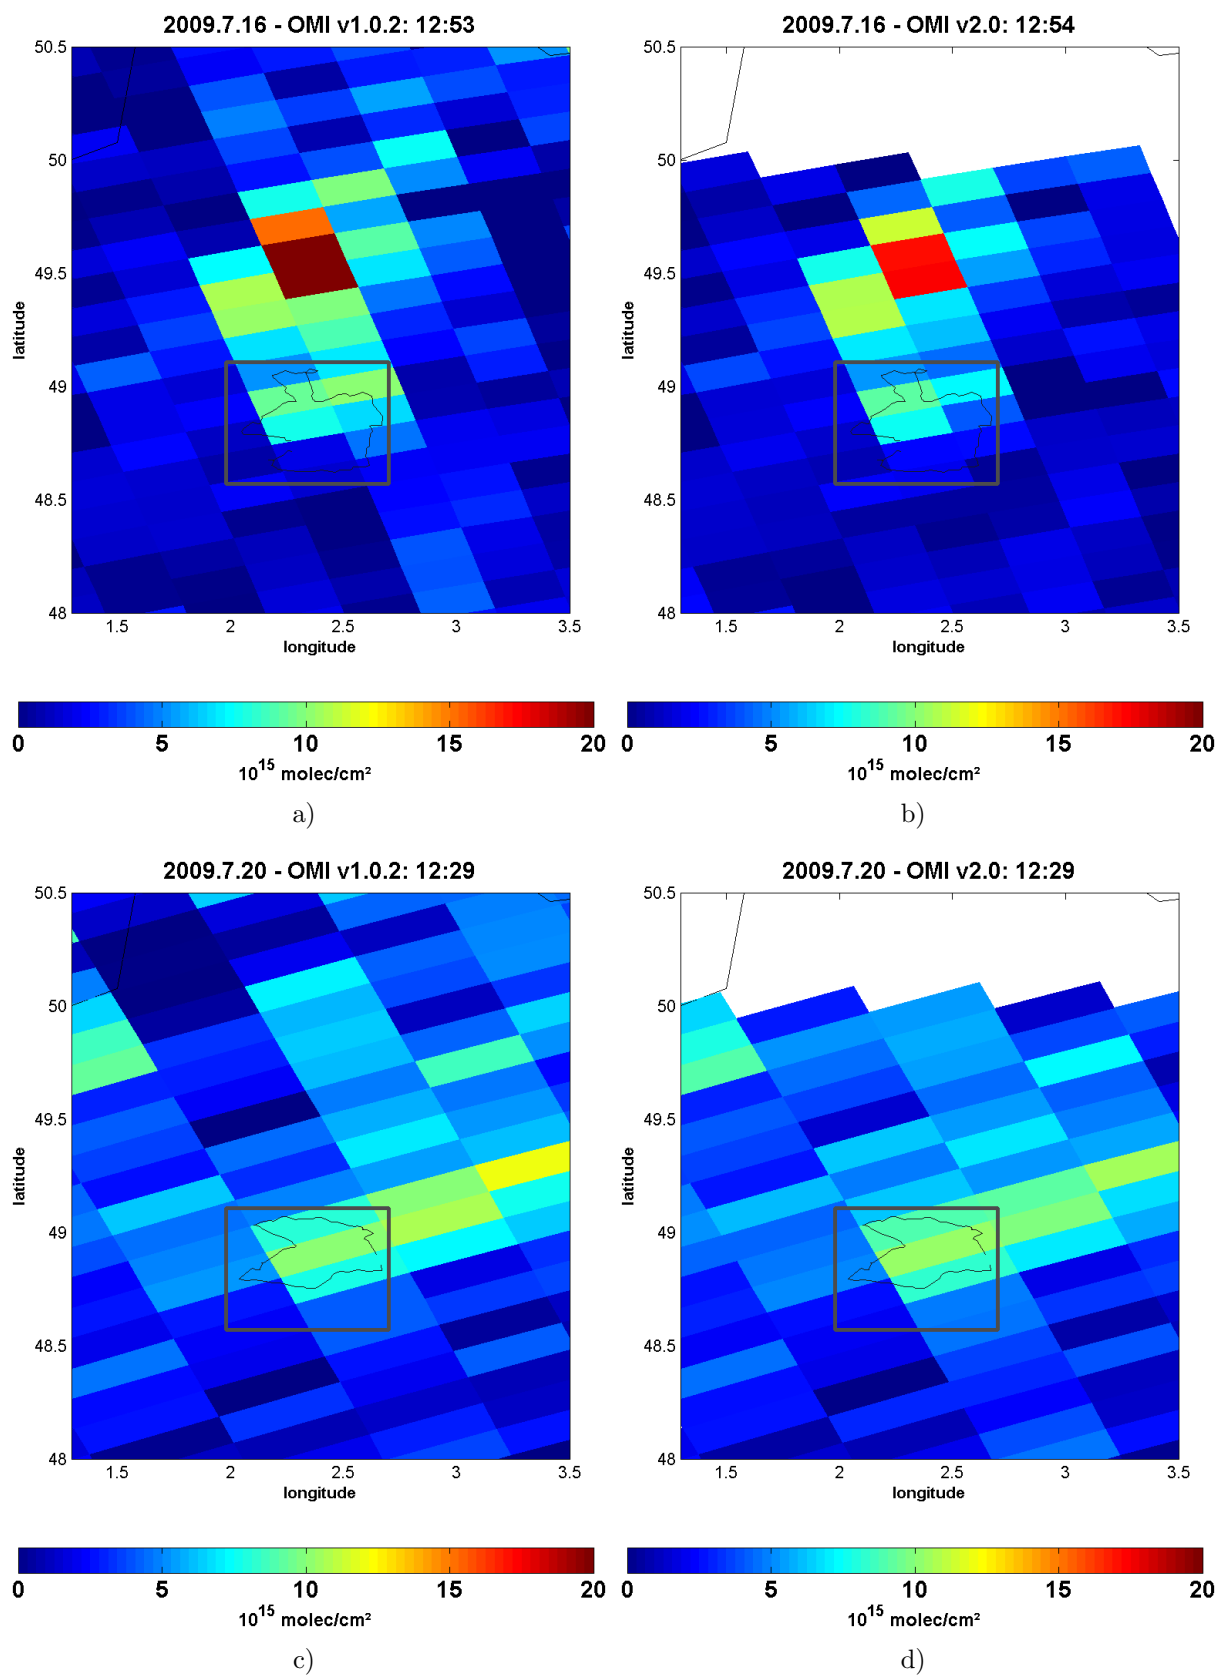 2009.7.16 - OMI v1.0.2: 12:53
50.5
50
49.5
49
48.5
48
latitude
1.5 2 2.5 3 3.5
longitude
0 5 10 15 20
10^15 molec/cm²
a)
2009.7.16 - OMI v2.0: 12:54
50.5
50
49.5
49
48.5
48
latitude
1.5 2 2.5 3 3.5
longitude
0 5 10 15 20
10^15 molec/cm²
b)
2009.7.20 - OMI v1.0.2: 12:29
50.5
50
49.5
49
48.5
48
latitude
1.5 2 2.5 3 3.5
longitude
0 5 10 15 20
10^15 molec/cm²
c)
2009.7.20 - OMI v2.0: 12:29
50.5
50
49.5
49
48.5
48
latitude
1.5 2 2.5 3 3.5
longitude
0 5 10 15 20
10^15 molec/cm²
d)